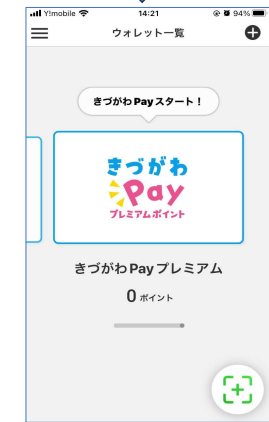 Y!mobile 14:21 94%
ウォレット一覧
きづがわPayスタート！
きづがわ
Pay
プレミアムポイント
きづがわPayプレミアム
0 ポイント